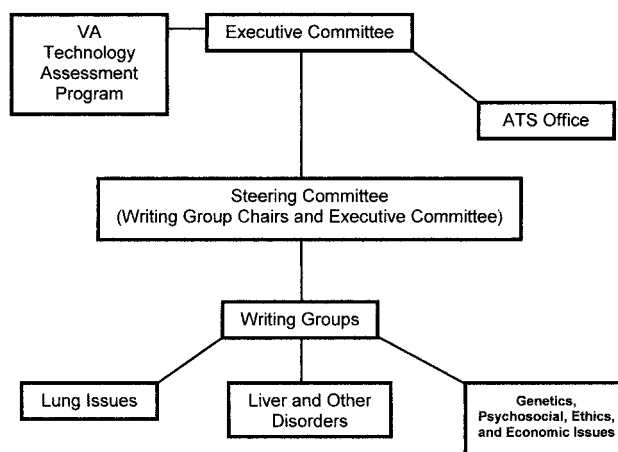 VA
Technology
Assessment
Program
Executive Committee
ATS Office
Steering Committee
(Writing Group Chairs and Executive Committee)
Writing Groups
Lung Issues
Liver and Other
Disorders
Genetics,
Psychosocial, Ethics,
and Economic Issues